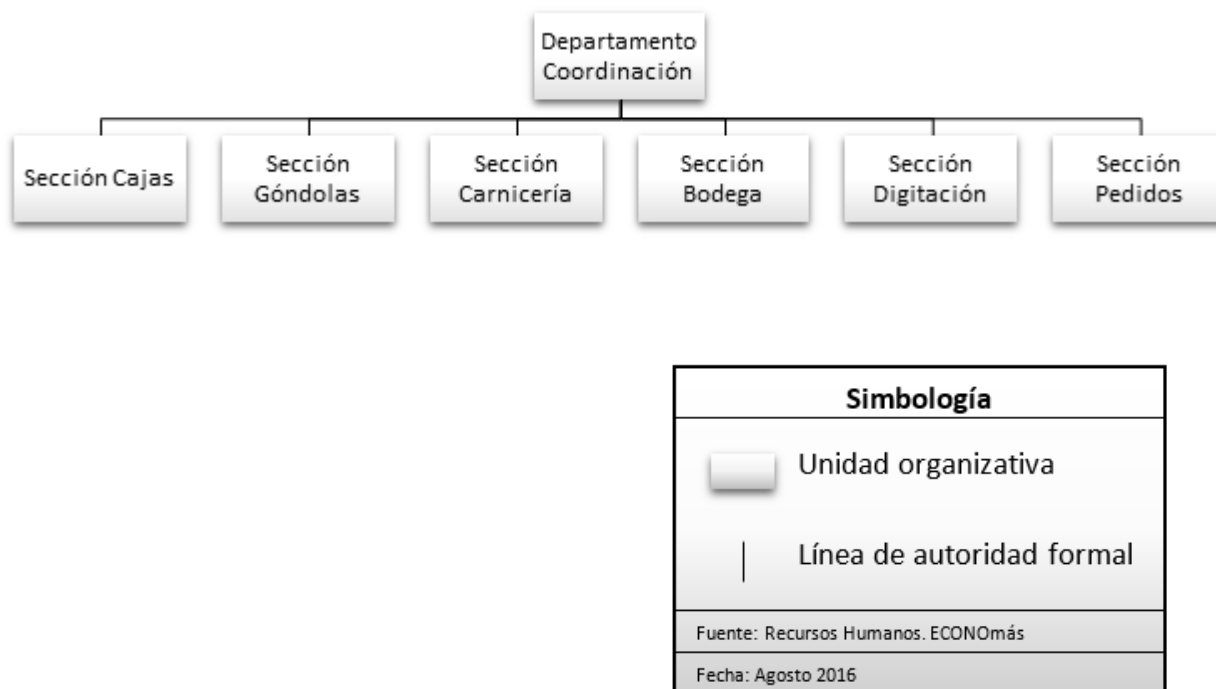 Departamento
Coordinación
Sección Cajas
Sección
Góndolas
Sección
Carnicería
Sección
Bodega
Sección
Digitación
Sección
Pedidos
Simbología
Unidad organizativa
Línea de autoridad formal
Fuente: Recursos Humanos. ECONOmás
Fecha: Agosto 2016